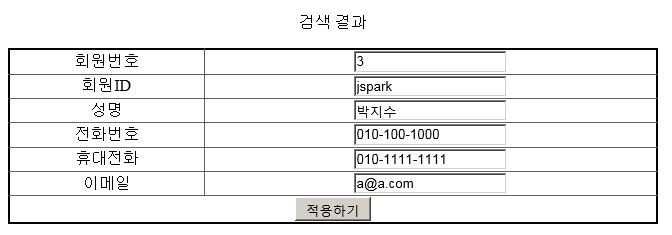 검색 결과
회원번호 3
회원ID jspark
성명 박지수
전화번호 010-100-1000
휴대전화 010-1111-1111
이메일 a@a.com
적용하기